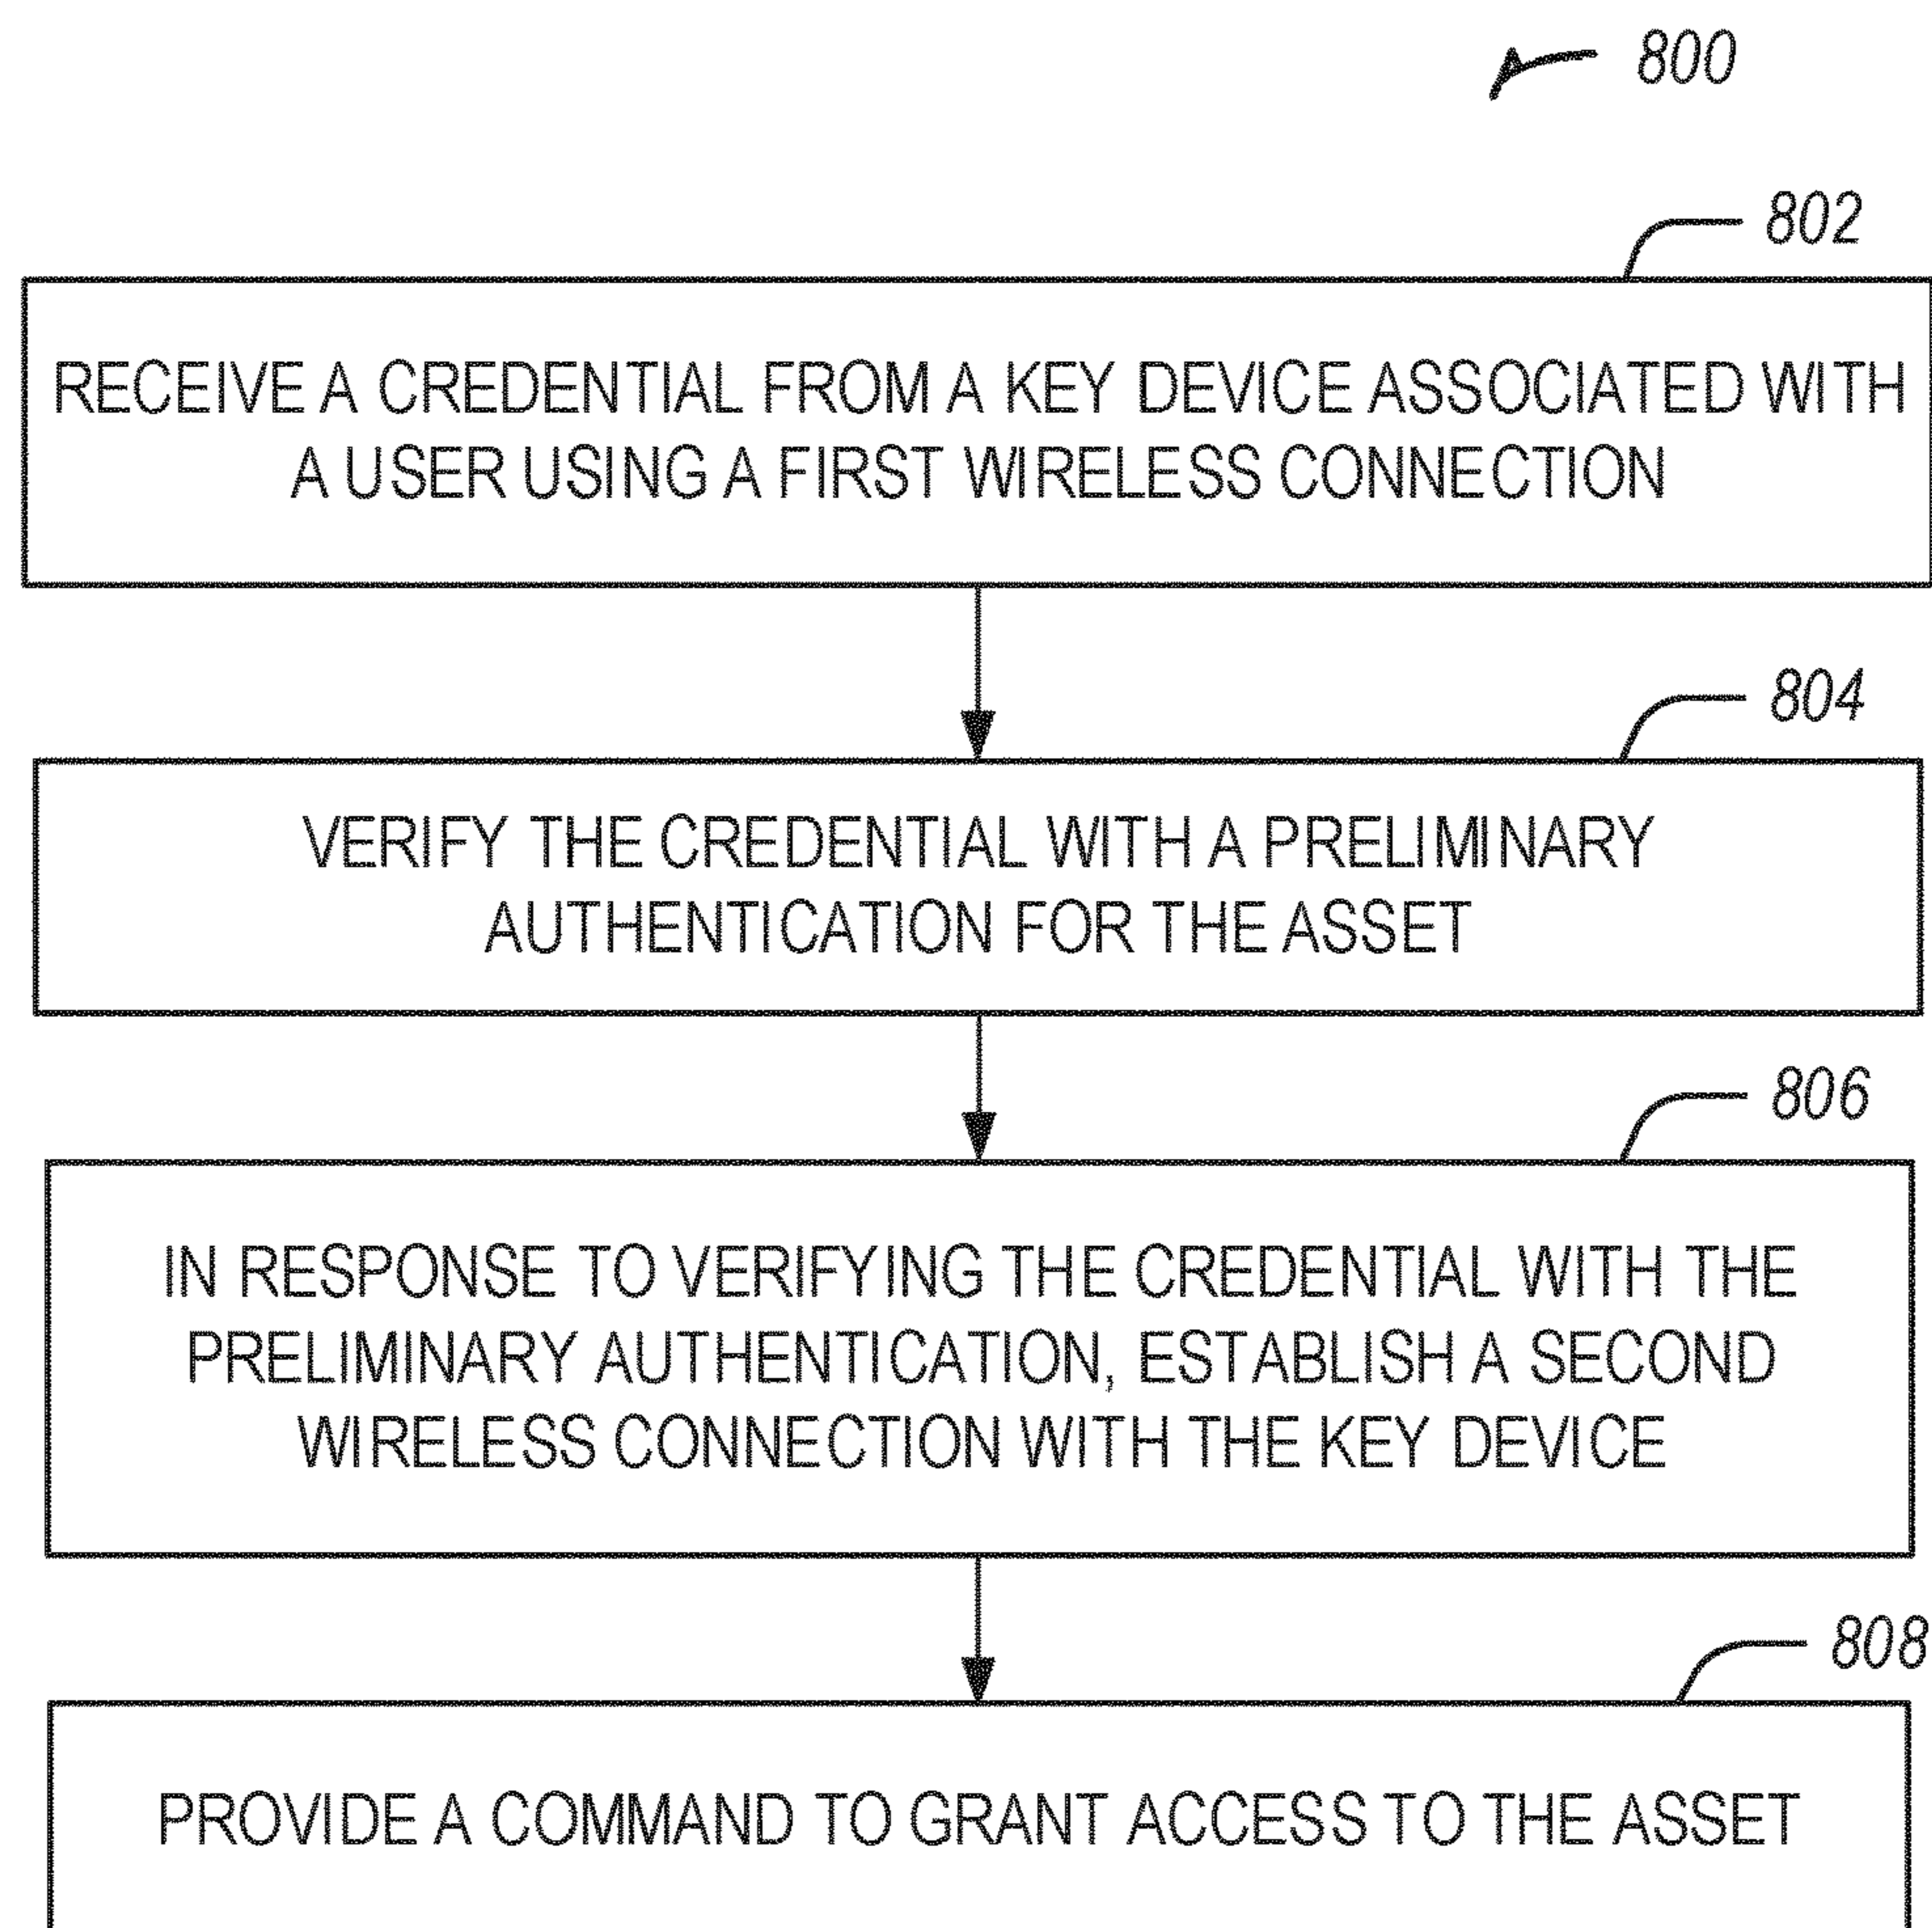 800
802
RECEIVE A CREDENTIAL FROM A KEY DEVICE ASSOCIATED WITH
A USER USING A FIRST WIRELESS CONNECTION
804
VERIFY THE CREDENTIAL WITH A PRELIMINARY
AUTHENTICATION FOR THE ASSET
806
IN RESPONSE TO VERIFYING THE CREDENTIAL WITH THE
PRELIMINARY AUTHENTICATION, ESTABLISH A SECOND
WIRELESS CONNECTION WITH THE KEY DEVICE
808
PROVIDE A COMMAND TO GRANT ACCESS TO THE ASSET